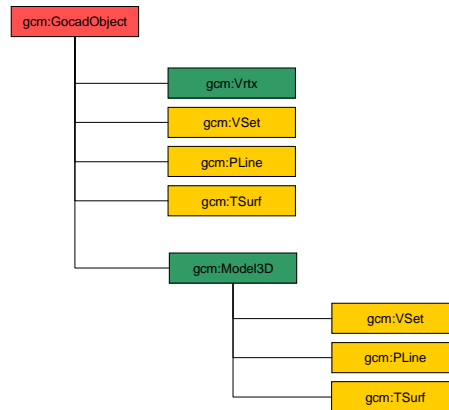 gcm:GocadObject
gcm:Vrtx
gcm:VSet
gcm:PLine
gcm:TSurf
gcm:Model3D
gcm:VSet
gcm:PLine
gcm:TSurf